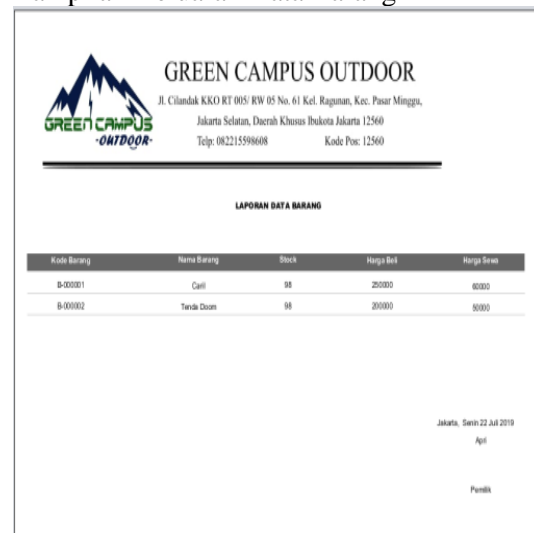 GREEN CAMPUS
-OUTDOOR-
GREEN CAMPUS OUTDOOR
Jl. Cilandak KKO RT 005/ RW 05 No. 61 Kel. Ragunan, Kec. Pasar Minggu,
Jakarta Selatan, Daerah Khusus Ibukota Jakarta 12560
Telp: 082215598608 Kode Pos: 12560
LAPORAN DATA BARANG
Kode Barang Nama Barang Stock Harga Beli Harga Sewa
B-000001 98 250000 60000
B-000002 Tenda Doom 98 200000 50000
Jakarta, Senin 22 Juli 2019
April
Pemilik